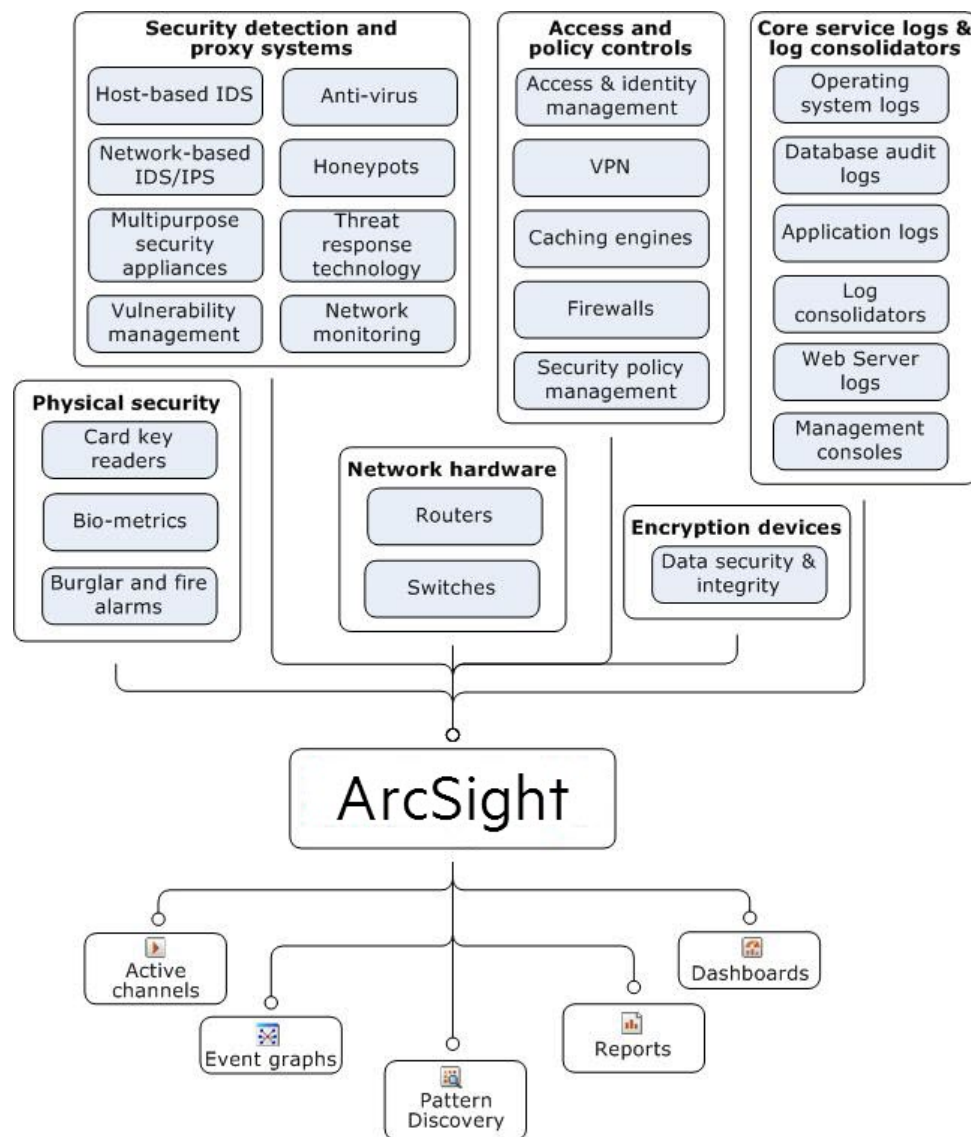 Security detection and
proxy systems
Host-based IDS
Anti-virus
Network-based
IDS/IPS
Honeypots
Multipurpose
security
appliances
Threat
response
technology
Vulnerability
management
Network
monitoring
Access and
policy controls
Access & identity
management
VPN
Caching engines
Firewalls
Security policy
management
Core service logs &
log consolidators
Operating
system logs
Database audit
logs
Application logs
Log
consolidators
Web Server
logs
Management
consoles
Physical security
Card key
readers
Bio-metrics
Burglar and fire
alarms
Network hardware
Routers
Switches
Encryption devices
Data security &
integrity
ArcSight
Active
channels
Event graphs
Pattern
Discovery
Reports
Dashboards